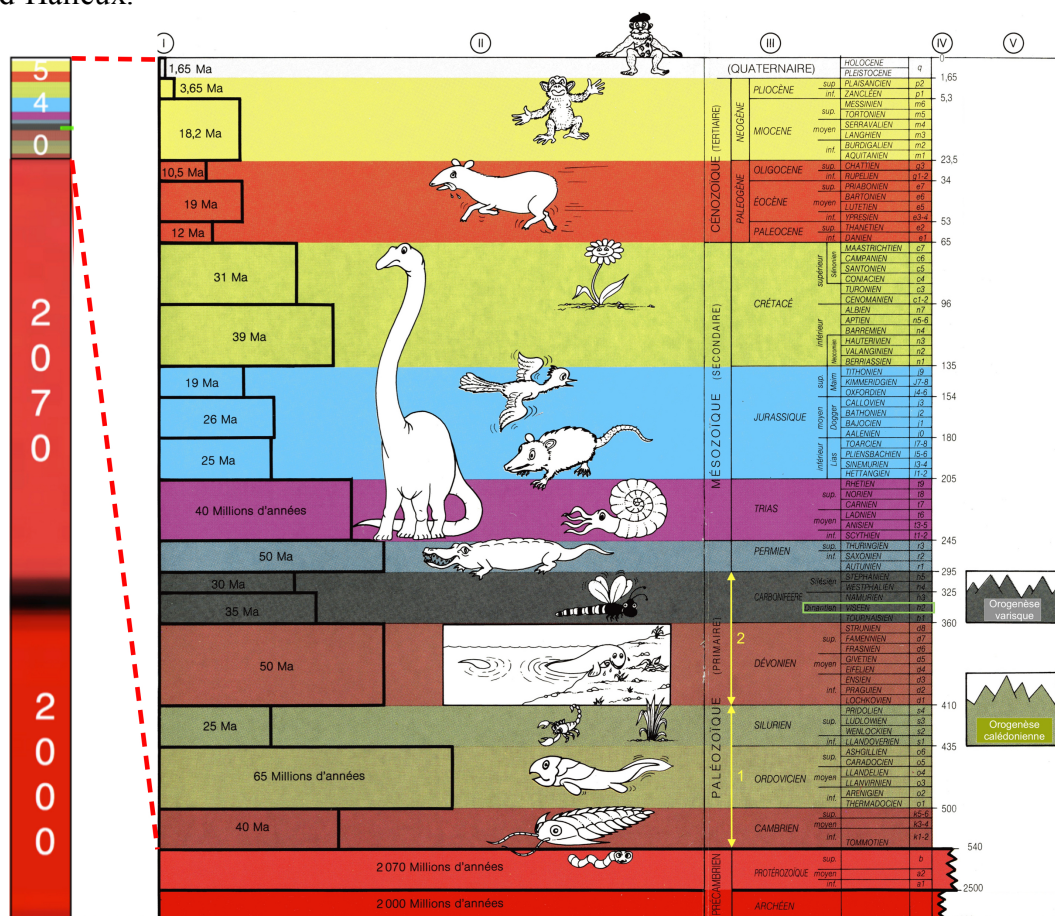 d'Halleux.
I
II
III
IV
V
5
4
0
2
0
7
0
2
0
0
0
1,65 Ma
3,65 Ma
18,2 Ma
10,5 Ma
19 Ma
12 Ma
31 Ma
39 Ma
19 Ma
26 Ma
25 Ma
40 Millions d'années
50 Ma
30 Ma
35 Ma
50 Ma
25 Ma
65 Millions d'années
40 Ma
2 070 Millions d'années
2 000 Millions d'années
CÉNOZOIQUE (TERTIAIRE)
MÉSOZOÏQUE (SECONDAIRE)
PALÉOZOÏQUE (PRIMAIRE)
PRÉCAMBRIEN
2
1
(QUATERNAIRE)
HOLOCENE
PLEISTOCENE
q
NEOGÈNE
PLIOCÈNE
sup PLAISANCIEN p2
inf. ZANCLÉEN p1
MIOCENE
sup.
MESSINIEN m6
TORTONIEN m5
moyen
SERRAVALIEN m4
LANGHIEN m3
inf.
BURDIGALIEN m2
AQUITANIEN m1
PALEOGÈNE
OLIGOCENE
sup. CHATTIEN g3
inf. RUPELIEN g1-2
ÉOCÈNE
sup. PRIABONIEN e7
moyen
BARTONIEN e6
LUTETIEN e5
inf. YPRESIEN e3-4
PALEOCENE
sup THANETIEN e2
inf. DANIEN e1
CRÉTACÉ
supérieur
Sénonien
MAASTRICHTIEN c7
CAMPANIEN c6
SANTONIEN c5
CONIACIEN c4
TURONIEN c3
CENOMANIEN c1-2
inférieur
ALBIEN n7
APTIEN n5-6
BARREMIEN n4
Neocomien
HAUTERIVIEN n3
VALANGINIEN n2
BERRIASSIEN n1
JURASSIQUE
sup.
Malm
TITHONIEN j9
KIMMERIDGIEN J7-8
OXFORDIEN j4-6
moyen
Dogger
CALLOVIEN j3
BATHONIEN j2
BAJOCIEN j1
AALENIEN j0
inférieur
Lias
TOARCIEN l7-8
PLIENSBACHIEN l5-6
SINEMURIEN l3-4
HETTANGIEN l1-2
TRIAS
sup.
RHETIEN t9
NORIEN t8
CARNIEN t7
moyen
LADNIEN t6
ANISIEN t3-5
inf. SCYTHIEN t1-2
PERMIEN
sup. THURINGIEN r3
inf. SAXONIEN r2
AUTUNIEN r1
CARBONIFEERE
Silésien
STEPHANIEN h5
WESTPHALIEN h4
NAMURIEN h3
Dinantien VISEEN h2
TOURNAISIEN h1
DÉVONIEN
sup.
STRUNIEN d8
FAMENNIEN d7
FRASNIEN d6
moyen
GIVETIEN d5
EIFELIEN d4
inf.
ENSIEN d3
PRAGUIEN d2
LOCHKOVIEN d1
SILURIEN
sup.
PRIDOLIEN s4
LUDLOWIEN s3
WENLOCKIEN s2
inf. LLANDOVERIEN s1
ORDOVICIEN
sup.
ASHGILLIEN o6
CARADOCIEN o5
moyen
LLANDELIEN o4
LLANVIRNIEN o3
inf.
ARENIGIEN o2
THERMADOCIEN o1
CAMBRIEN
sup. k5-6
moyen k3-4
inf. k1-2
TOMMOTIEN
PROTÉROZOÏQUE
sup. b
moyen a2
inf. a1
ARCHÉEN
0
1,65
5,3
23,5
34
53
65
96
135
154
180
205
245
295
325
360
410
435
500
540
2500
Orogenèse
varisque
Orogenèse
calédonienne